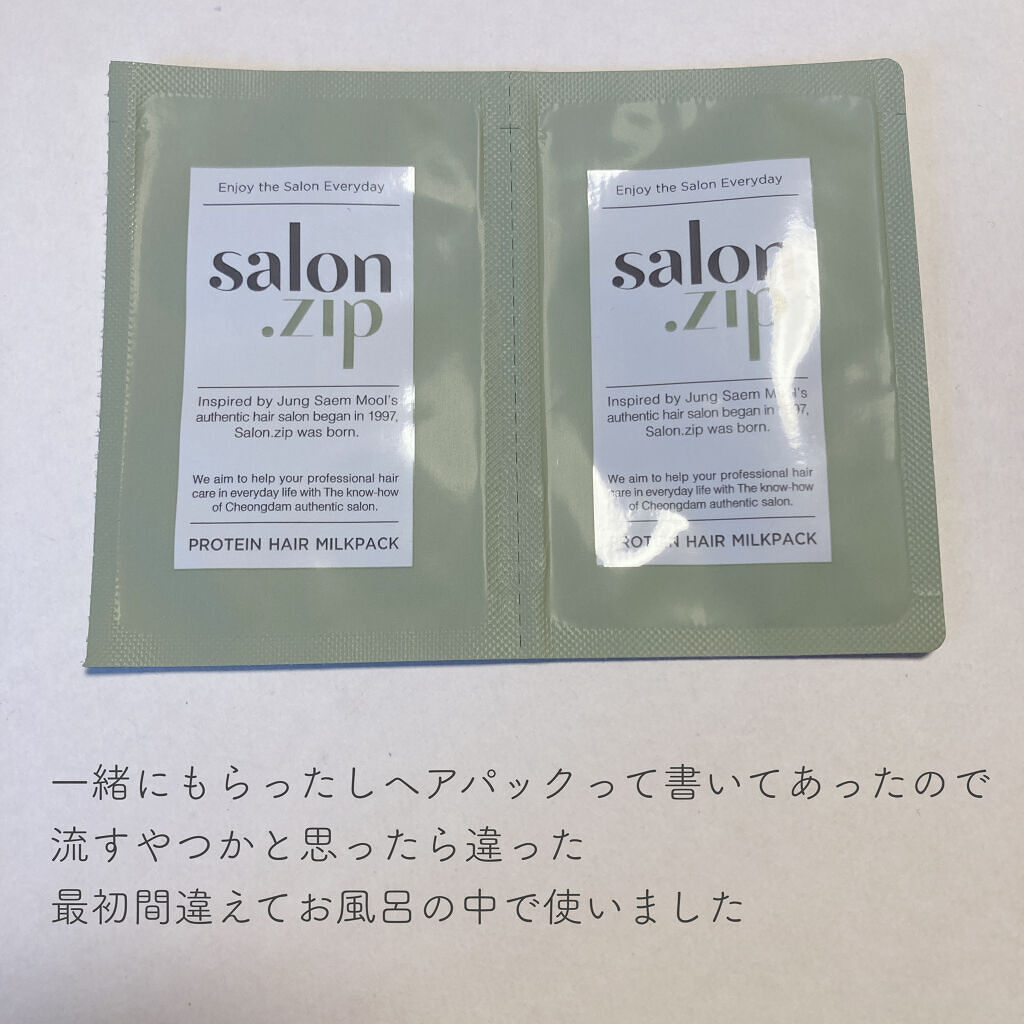 Enjoy the Salon Everyday
salon
.zip
Inspired by Jung Saem Mool's
authentic hair salon began in 1997,
Salon.zip was born.
We aim to help your professional hair
care in everyday life with The know-how
of Cheongdam authentic salon.
PROTEIN HAIR MILKPACK
Enjoy the Salon Everyday
salon
.zip
Inspired by Jung Saem Mool's
authentic hair salon began in 1997,
Salon.zip was born.
We aim to help your professional hair
care in everyday life with The know-how
of Cheongdam authentic salon.
PROTEIN HAIR MILKPACK
一緒にもらったしヘアパックって書いてあったので
流すやつかと思ったら違った
最初間違えてお風呂の中で使いました